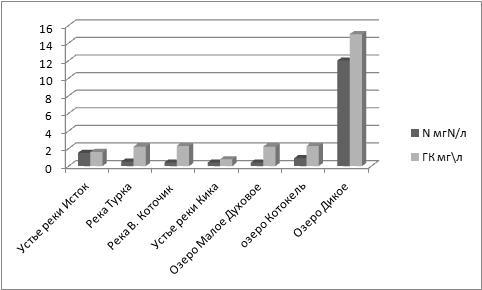 16
14
12
10
8
6
4
2
0
Устье реки Исток
Река Турка
Река В. Коточик
Устье реки Кика
Озеро Малое Духовое
озеро Котокель
Озеро Дикое
N мгN/л
ГК мг\л